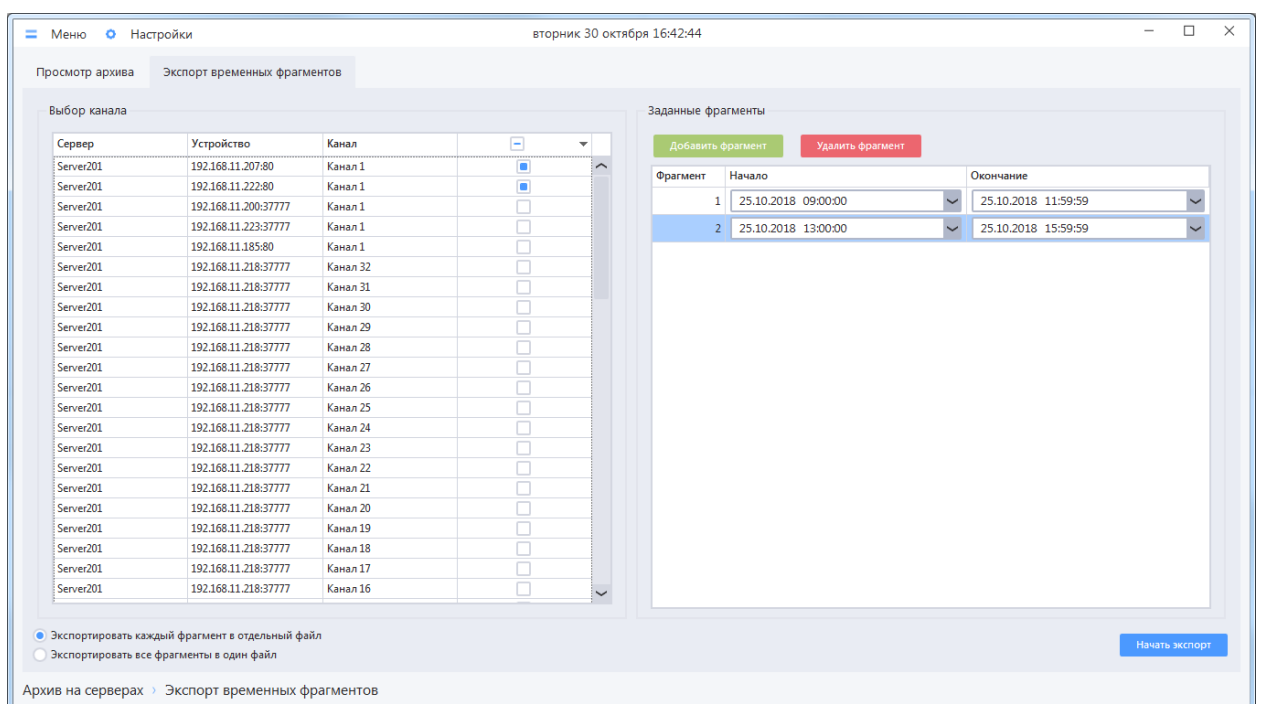 Меню Настройки вторник 30 октября 16:42:44
Просмотр архива Экспорт временных фрагментов
Выбор канала
Сервер Устройство Канал
Server201 192.168.11.207:80 Канал 1
Server201 192.168.11.222:80 Канал 1
Server201 192.168.11.200:37777 Канал 1
Server201 192.168.11.223:37777 Канал 1
Server201 192.168.11.185:80 Канал 1
Server201 192.168.11.218:37777 Канал 32
Server201 192.168.11.218:37777 Канал 31
Server201 192.168.11.218:37777 Канал 30
Server201 192.168.11.218:37777 Канал 29
Server201 192.168.11.218:37777 Канал 28
Server201 192.168.11.218:37777 Канал 27
Server201 192.168.11.218:37777 Канал 26
Server201 192.168.11.218:37777 Канал 25
Server201 192.168.11.218:37777 Канал 24
Server201 192.168.11.218:37777 Канал 23
Server201 192.168.11.218:37777 Канал 22
Server201 192.168.11.218:37777 Канал 21
Server201 192.168.11.218:37777 Канал 20
Server201 192.168.11.218:37777 Канал 19
Server201 192.168.11.218:37777 Канал 18
Server201 192.168.11.218:37777 Канал 17
Server201 192.168.11.218:37777 Канал 16
Заданные фрагменты
Добавить фрагмент Удалить фрагмент
Фрагмент Начало Окончание
1 25.10.2018 09:00:00 25.10.2018 11:59:59
2 25.10.2018 13:00:00 25.10.2018 15:59:59
Экспортировать каждый фрагмент в отдельный файл
Экспортировать все фрагменты в один файл
Начать экспорт
Архив на серверах › Экспорт временных фрагментов